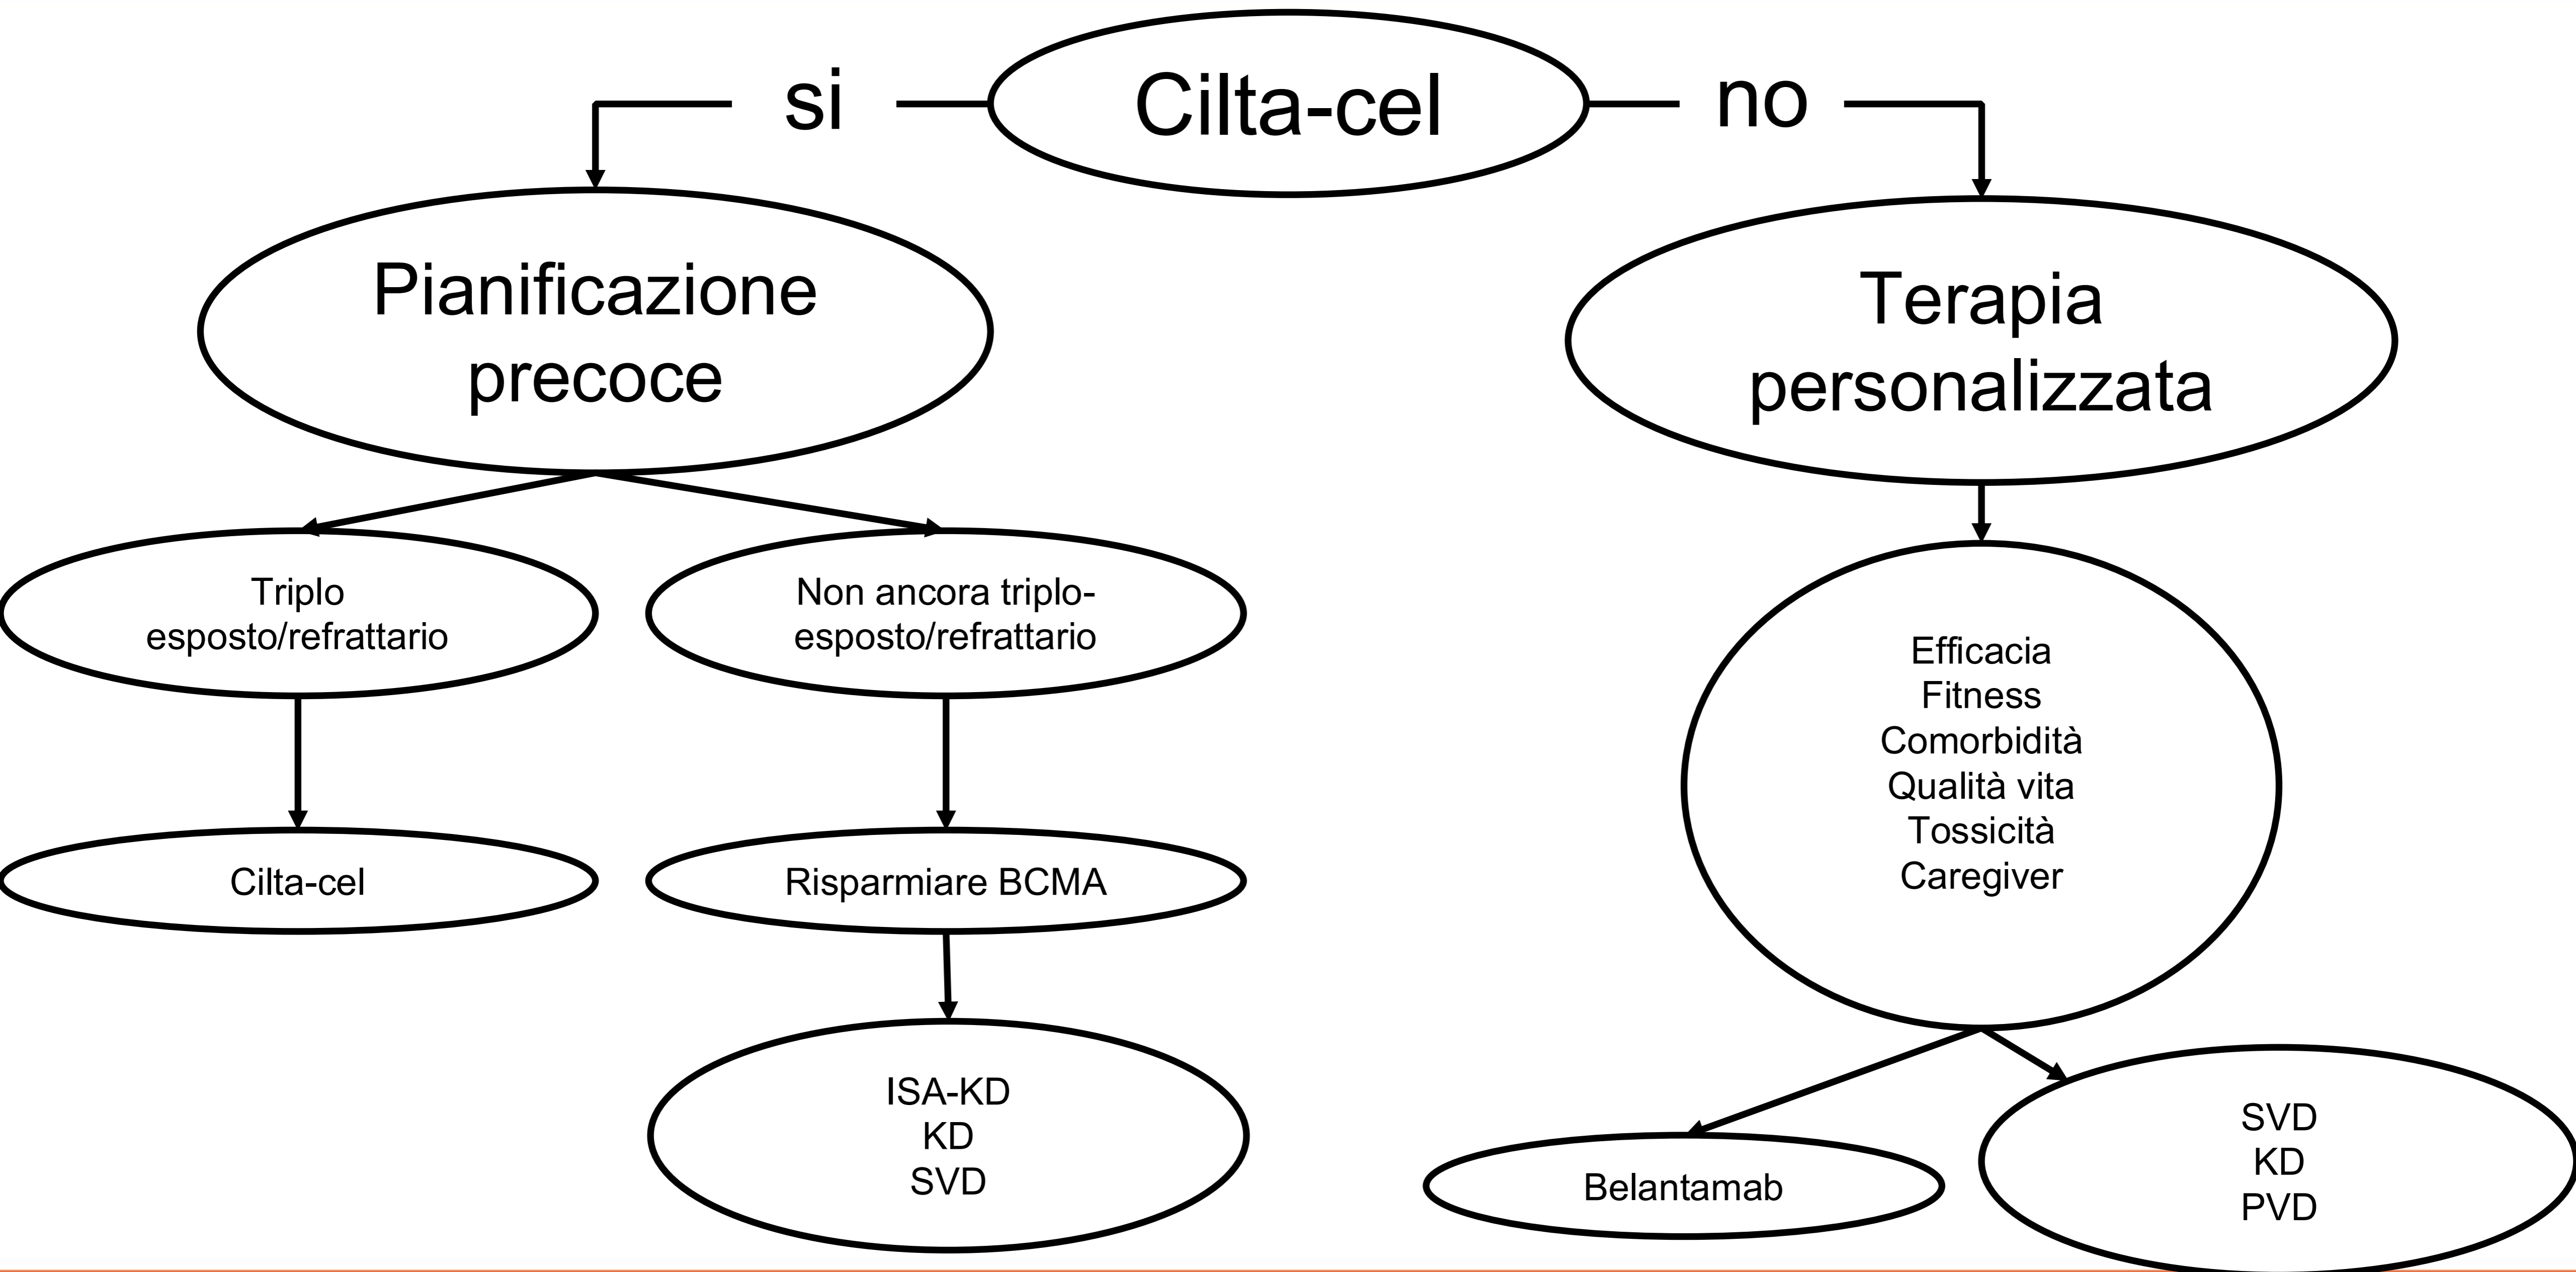 si
Cilta-cel
no
Pianificazione
precoce
Terapia
personalizzata
Triplo
esposto/refrattario
Non ancora triplo-
esposto/refrattario
Efficacia
Fitness
Comorbidità
Qualità vita
Tossicità
Caregiver
Cilta-cel
Risparmiare BCMA
ISA-KD
KD
SVD
Belantamab
SVD
KD
PVD